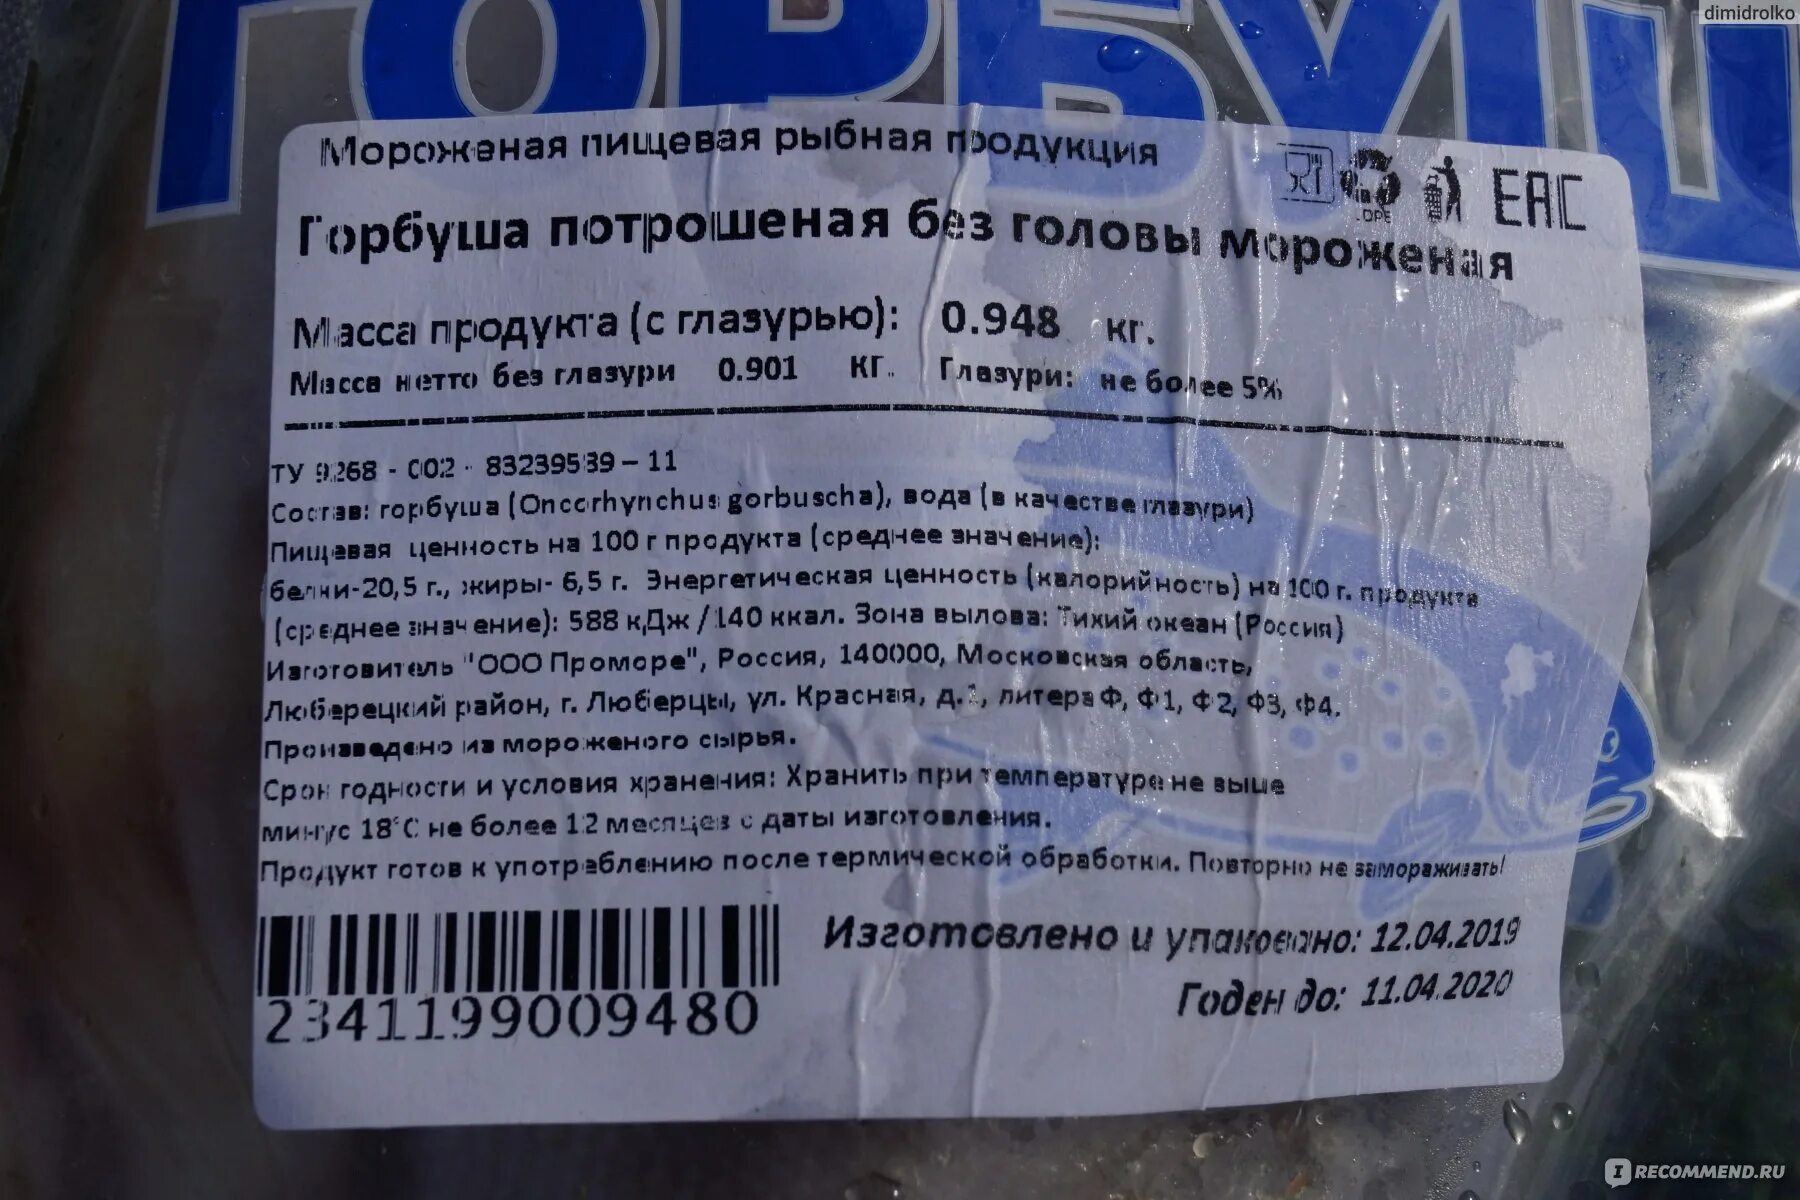 dimidrolko
ГОРБУШ
Мороженая пищевая рыбная продукция
EAC
Горбуша потрошеная без головы мороженая
Масса продукта (с глазурью): 0.948 кг.
Масса нетто без глазури 0.901 КГ. Глазури: не более 5%
ТУ 9268 - 002 - 83239539 – 11
Состав: горбуша (Oncorhynchus gorbuscha), вода (в качестве глазури)
Пищевая ценность на 100 г продукта (среднее значение):
белки-20,5 г., жиры- 6,5 г. Энергетическая ценность (калорийность) на 100 г. продукта
(среднее значение): 588 кДж / 140 ккал. Зона вылова: Тихий океан (Россия)
Изготовитель "ООО Проморе", Россия, 140000, Московская область,
Люберецкий район, г. Люберцы, ул. Красная, д.1, литера Ф, Ф1, Ф2, Ф3, Ф4.
Произведено из мороженого сырья.
Срок годности и условия хранения: Хранить при температуре не выше
минус 18°С не более 12 месяцев с даты изготовления.
Продукт готов к употреблению после термической обработки. Повторно не замораживать!
2341199009480
Изготовлено и упаковано: 12.04.2019
Годен до: 11.04.2020
IRECOMMEND.RU